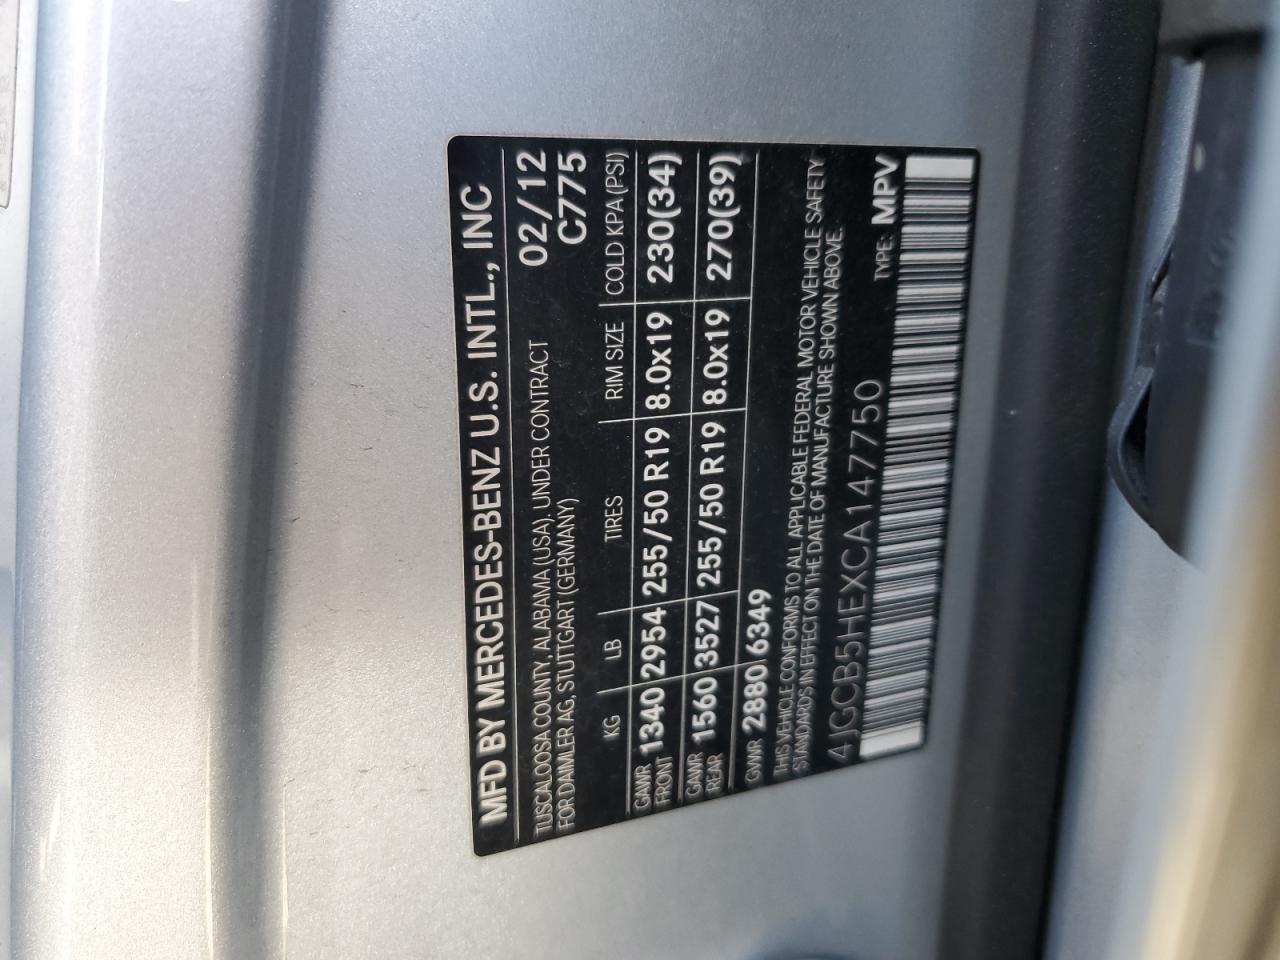 MFD BY MERCEDES-BENZ U.S. INTL., INC
TUSCALOOSA COUNTY, ALABAMA (USA), UNDER CONTRACT 02/12
FOR DAIMLER AG, STUTTGART (GERMANY) C775
KG LB TIRES RIM SIZE COLD KPA (PSI)
GAWR FRONT 1340 2954 255/50 R19 8.0x19 230(34)
GAWR REAR 1560 3527 255/50 R19 8.0x19 270(39)
GVWR 2880 6349
THIS VEHICLE CONFORMS TO ALL APPLICABLE FEDERAL MOTOR VEHICLE SAFETY
STANDARDS IN EFFECT ON THE DATE OF MANUFACTURE SHOWN ABOVE.
4JGCB5HEXCA147750 TYPE: MPV